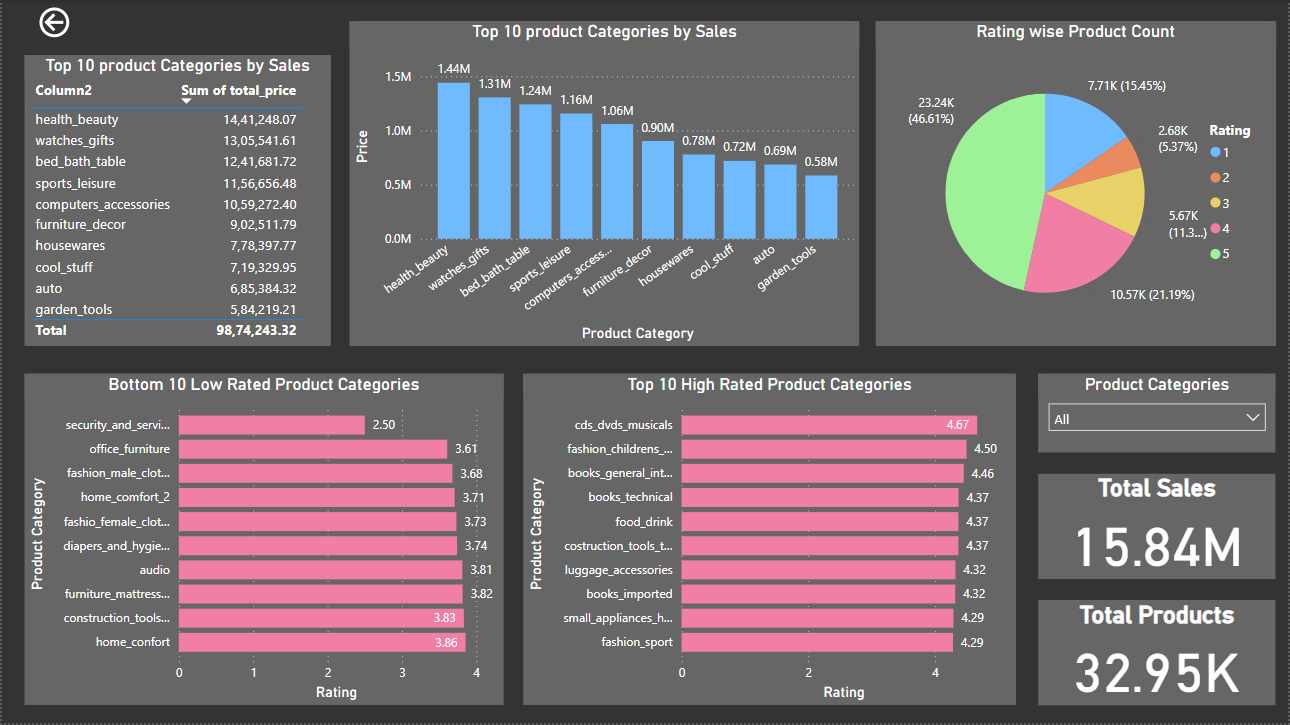 Top 10 product Categories by Sales
Column2 Sum of total_price
health_beauty 14,41,248.07
watches_gifts 13,05,541.61
bed_bath_table 12,41,681.72
sports_leisure 11,56,656.48
computers_accessories 10,59,272.40
furniture_decor 9,02,511.79
housewares 7,78,397.77
cool_stuff 7,19,329.95
auto 6,85,384.32
garden_tools 5,84,219.21
Total 98,74,243.32
Top 10 product Categories by Sales
Price
1.5M
1.0M
0.5M
0.0M
1.44M 1.31M 1.24M 1.16M 1.06M 0.90M 0.78M 0.72M 0.69M 0.58M
health_beauty watches_gifts bed_bath_table sports_leisure computers_access... furniture_decor housewares cool_stuff auto garden_tools
Product Category
Rating wise Product Count
7.71K (15.45%)
2.68K
(5.37%)
5.67K
(11.3...)
10.57K (21.19%)
23.24K
(46.61%)
Rating
1
2
3
4
5
Bottom 10 Low Rated Product Categories
Product Category
security_and_servi... 2.50
office_furniture 3.61
fashion_male_clot... 3.68
home_comfort_2 3.71
fashio_female_clot... 3.73
diapers_and_hygie... 3.74
audio 3.81
furniture_mattress... 3.82
construction_tools... 3.83
home_confort 3.86
0 1 2 3 4
Rating
Top 10 High Rated Product Categories
Product Category
cds_dvds_musicals 4.67
fashion_childrens_... 4.50
books_general_int... 4.46
books_technical 4.37
food_drink 4.37
costruction_tools_t... 4.37
luggage_accessories 4.32
books_imported 4.32
small_appliances_h... 4.29
fashion_sport 4.29
0 2 4
Rating
Product Categories
All
Total Sales
15.84M
Total Products
32.95K